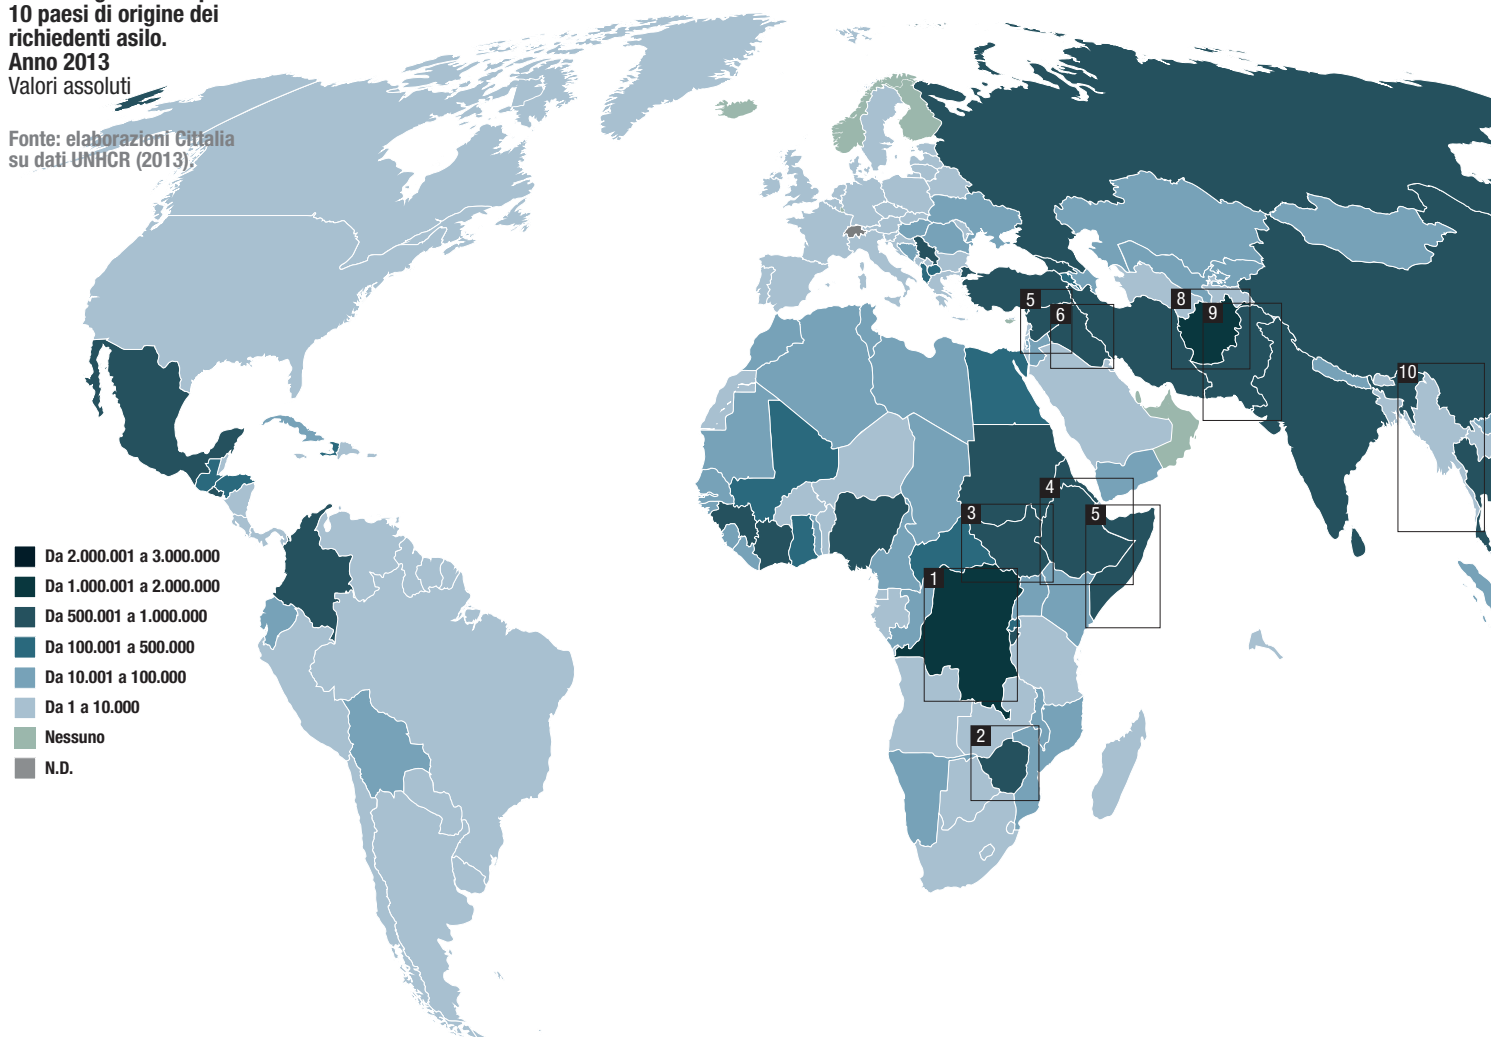 10 paesi di origine dei
richiedenti asilo.
Anno 2013
Valori assoluti
Fonte: elaborazioni Cittalia
su dati UNHCR (2013).
5
6
8
9
10
4
3
5
1
2
Da 2.000.001 a 3.000.000
Da 1.000.001 a 2.000.000
Da 500.001 a 1.000.000
Da 100.001 a 500.000
Da 10.001 a 100.000
Da 1 a 10.000
Nessuno
N.D.